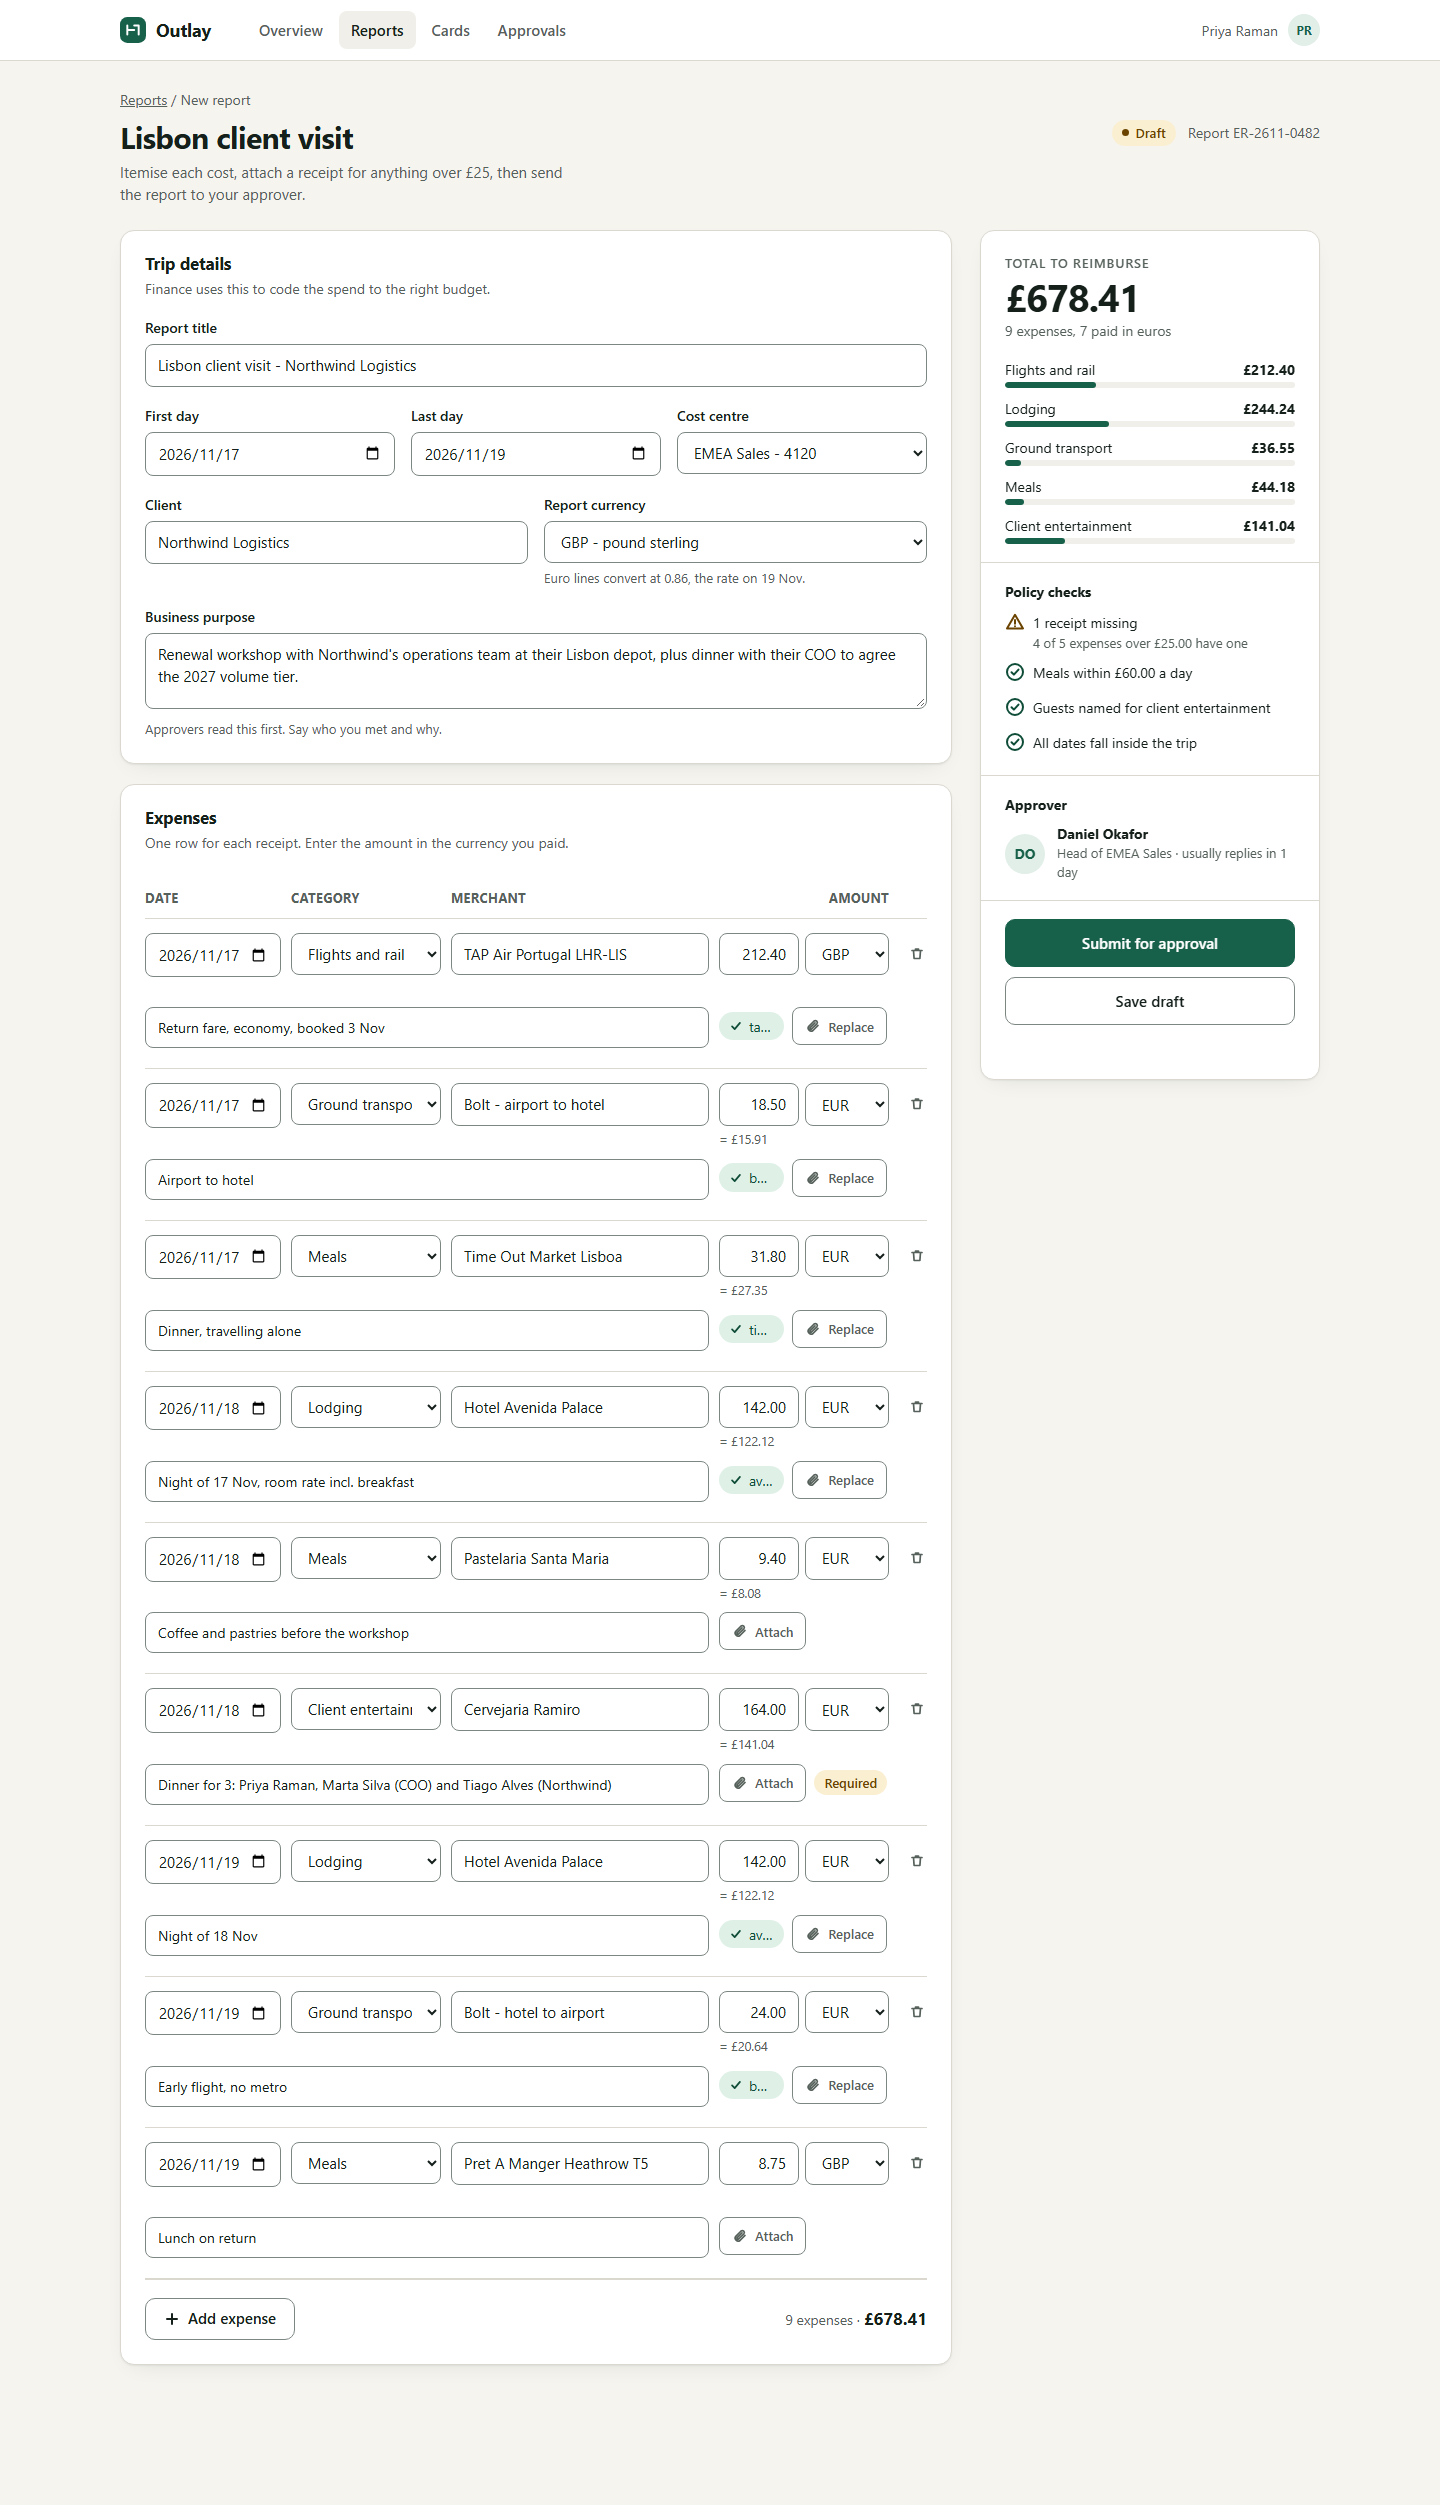 Outlay
Overview
Reports
Cards
Approvals
Priya Raman
PR
Reports / New report
Lisbon client visit
Draft
Report ER-2611-0482
Itemise each cost, attach a receipt for anything over £25, then send
the report to your approver.
Trip details
Finance uses this to code the spend to the right budget.
Report title
Lisbon client visit - Northwind Logistics
First day
Last day
Cost centre
2026/11/17
2026/11/19
EMEA Sales - 4120
Client
Report currency
Northwind Logistics
GBP - pound sterling
Euro lines convert at 0.86, the rate on 19 Nov.
Business purpose
Renewal workshop with Northwind's operations team at their Lisbon depot, plus dinner with their COO to agree
the 2027 volume tier.
Approvers read this first. Say who you met and why.
Expenses
One row for each receipt. Enter the amount in the currency you paid.
DATE
CATEGORY
MERCHANT
AMOUNT
2026/11/17
Flights and rail
TAP Air Portugal LHR-LIS
212.40
GBP
Return fare, economy, booked 3 Nov
ta...
Replace
2026/11/17
Ground transpo
Bolt - airport to hotel
18.50
EUR
= £15.91
Airport to hotel
b...
Replace
2026/11/17
Meals
Time Out Market Lisboa
31.80
EUR
= £27.35
Dinner, travelling alone
ti...
Replace
2026/11/18
Lodging
Hotel Avenida Palace
142.00
EUR
= £122.12
Night of 17 Nov, room rate incl. breakfast
av...
Replace
2026/11/18
Meals
Pastelaria Santa Maria
9.40
EUR
= £8.08
Coffee and pastries before the workshop
Attach
2026/11/18
Client entertain
Cervejaria Ramiro
164.00
EUR
= £141.04
Dinner for 3: Priya Raman, Marta Silva (COO) and Tiago Alves (Northwind)
Attach
Required
2026/11/19
Lodging
Hotel Avenida Palace
142.00
EUR
= £122.12
Night of 18 Nov
av...
Replace
2026/11/19
Ground transpo
Bolt - hotel to airport
24.00
EUR
= £20.64
Early flight, no metro
b...
Replace
2026/11/19
Meals
Pret A Manger Heathrow T5
8.75
GBP
Lunch on return
Attach
Add expense
9 expenses · £678.41
TOTAL TO REIMBURSE
£678.41
9 expenses, 7 paid in euros
Flights and rail £212.40
Lodging £244.24
Ground transport £36.55
Meals £44.18
Client entertainment £141.04
Policy checks
1 receipt missing
4 of 5 expenses over £25.00 have one
Meals within £60.00 a day
Guests named for client entertainment
All dates fall inside the trip
Approver
DO
Daniel Okafor
Head of EMEA Sales · usually replies in 1
day
Submit for approval
Save draft